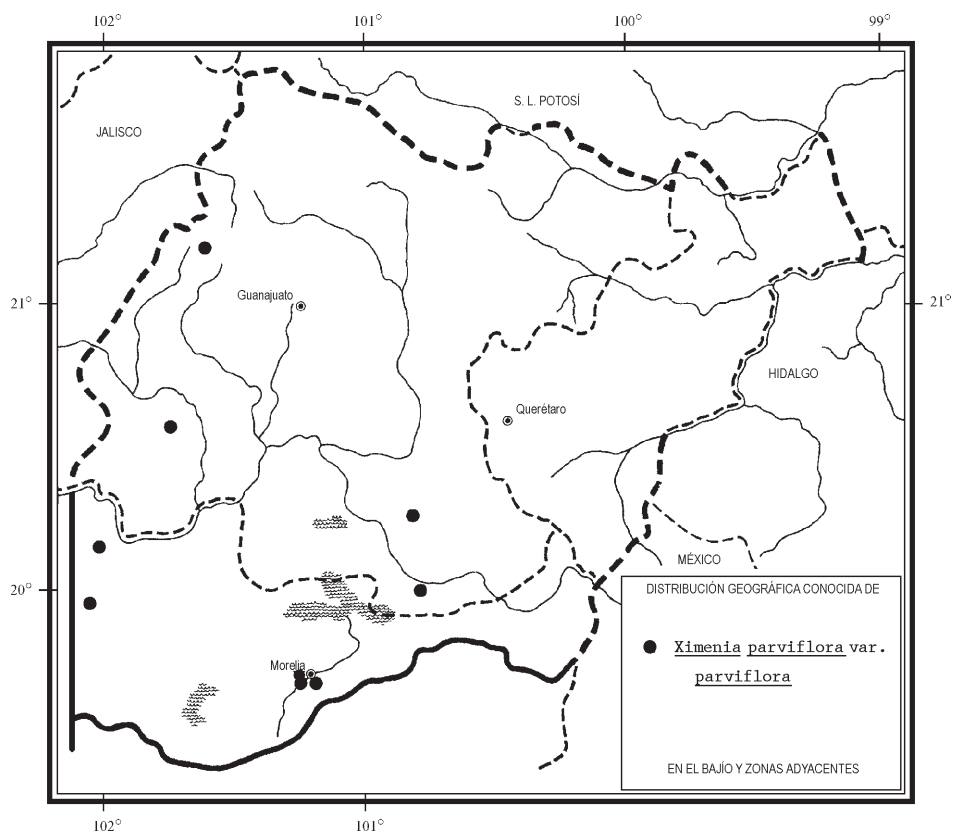 102° 101° 100° 99°
S. L. POTOSÍ
JALISCO
Guanajuato
21° 21°
HIDALGO
Querétaro
MÉXICO
20°
DISTRIBUCIÓN GEOGRÁFICA CONOCIDA DE
Ximenia parviflora var.
parviflora
Morelia
EN EL BAJÍO Y ZONAS ADYACENTES
102° 101°